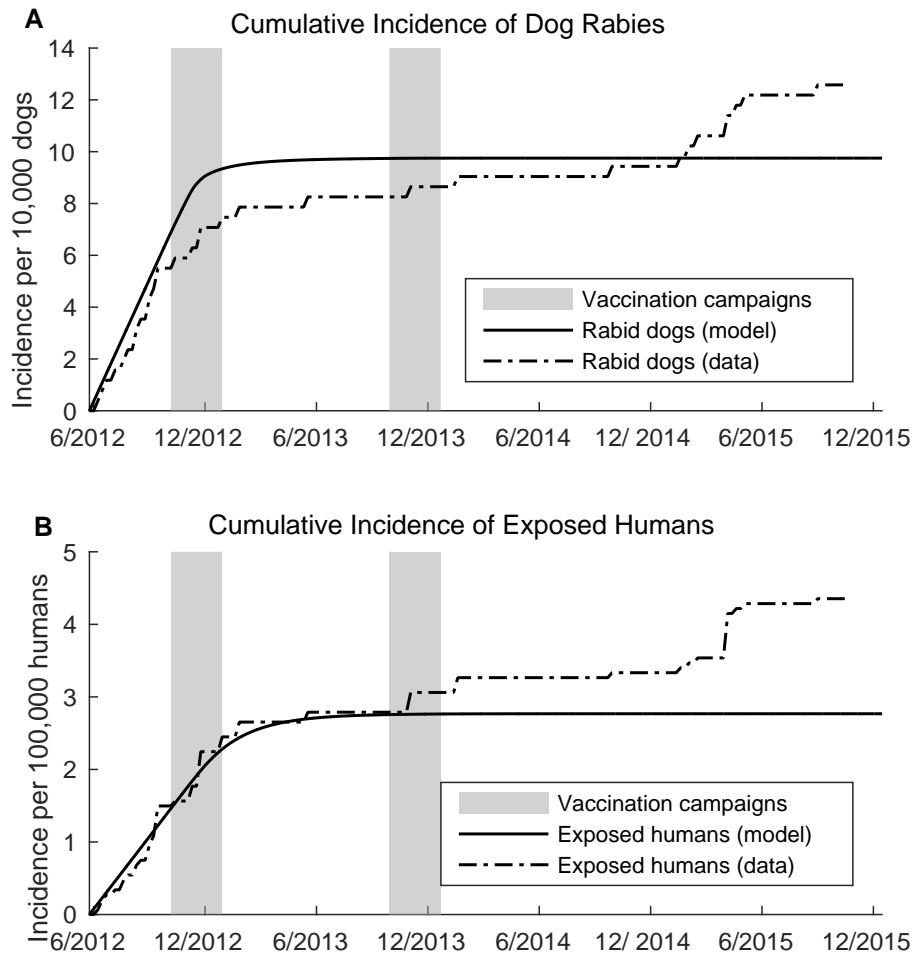 A
Cumulative Incidence of Dog Rabies
Incidence per 10,000 dogs
14
12
10
8
6
4
2
0
Vaccination campaigns
Rabid dogs (model)
Rabid dogs (data)
6/2012 12/2012 6/2013 12/2013 6/2014 12/ 2014 6/2015 12/2015
B
Cumulative Incidence of Exposed Humans
Incidence per 100,000 humans
5
4
3
2
1
0
Vaccination campaigns
Exposed humans (model)
Exposed humans (data)
6/2012 12/2012 6/2013 12/2013 6/2014 12/ 2014 6/2015 12/2015